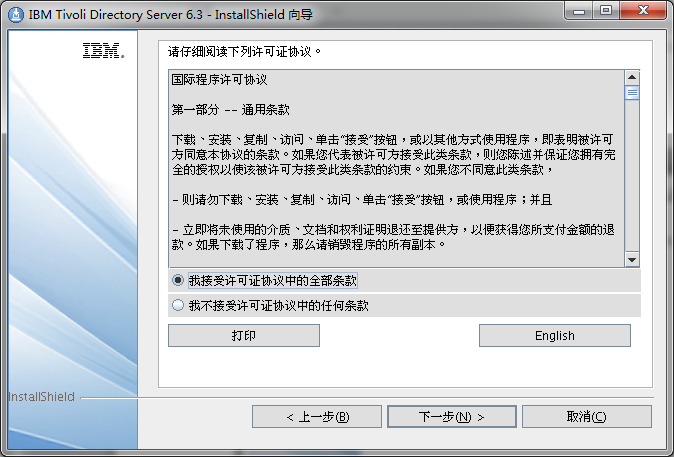 IBM Tivoli Directory Server 6.3 - InstallShield 向导
IBM.
请仔细阅读下列许可证协议。
国际程序许可协议
第一部分 -- 通用条款
下载、安装、复制、访问、单击“接受”按钮，或以其他方式使用程序，即表明被许可
方同意本协议的条款。如果您代表被许可方接受此类条款，则您陈述并保证您拥有完
全的授权以使该被许可方接受此类条款的约束。如果您不同意此类条款，
- 则请勿下载、安装、复制、访问、单击“接受”按钮，或使用程序；并且
- 立即将未使用的介质、文档和权利证明退还至提供方，以便获得您所支付金额的退
款。如果下载了程序，那么请销毁程序的所有副本。
我接受许可证协议中的全部条款
我不接受许可证协议中的任何条款
打印
English
InstallShield
< 上一步(B)
下一步(N) >
取消(C)